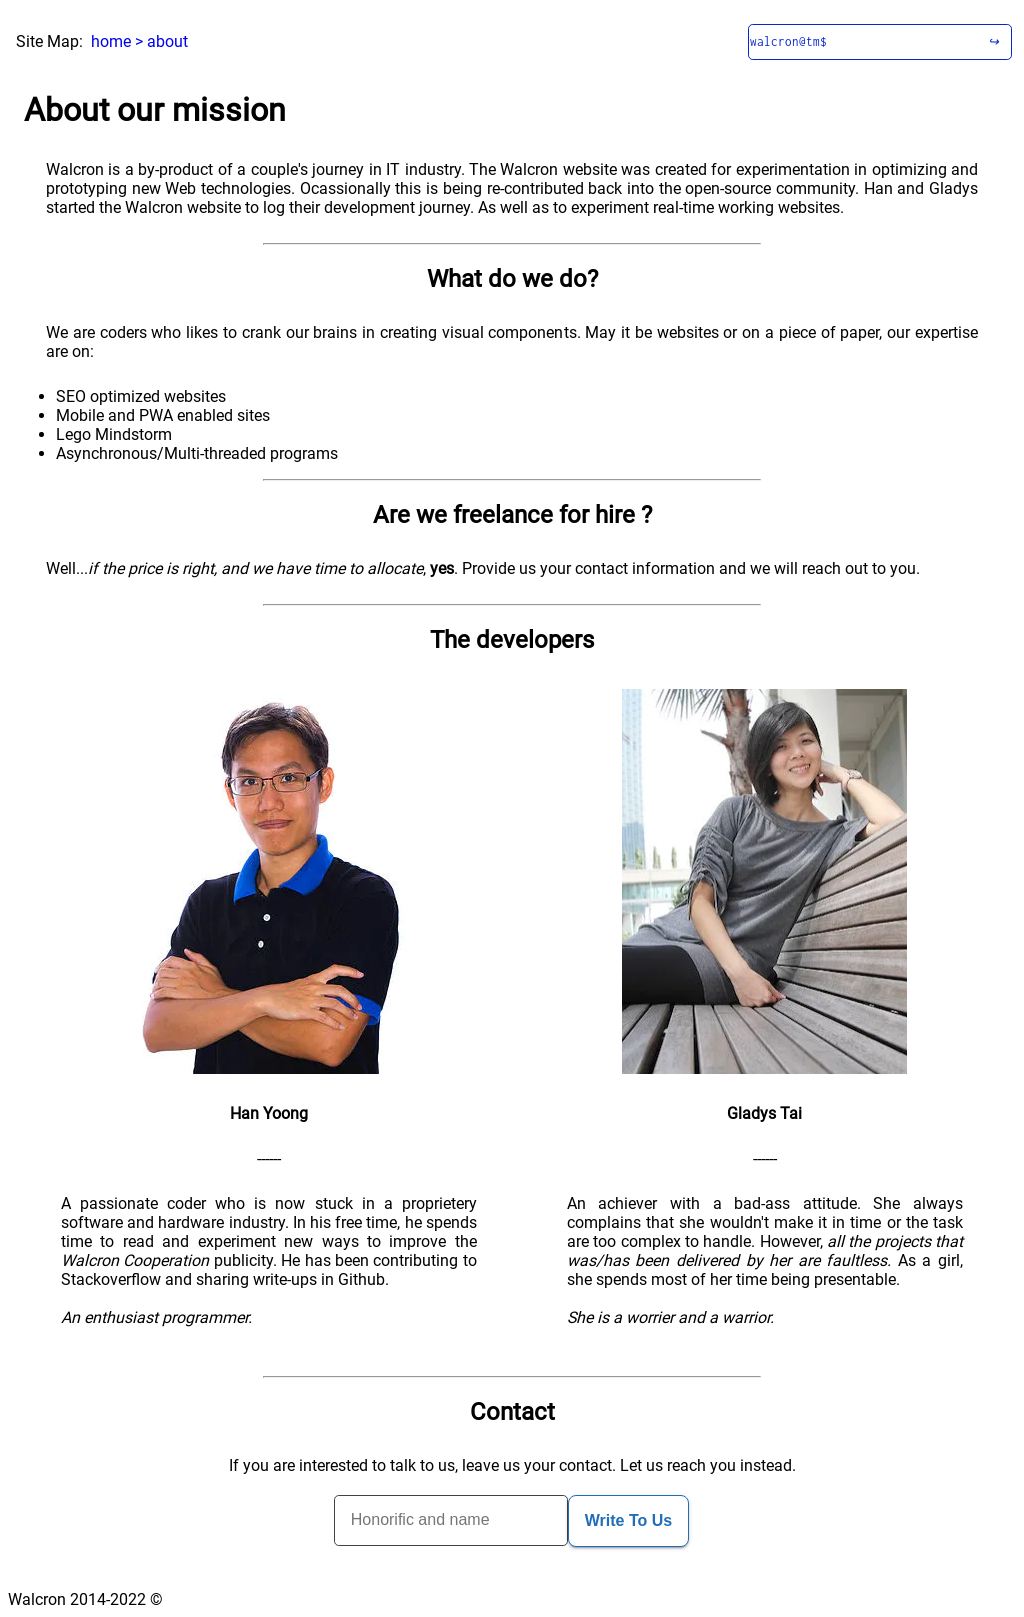 Site Map: home > about
walcron@tm$ ↪
About our mission
Walcron is a by-product of a couple's journey in IT industry. The Walcron website was created for experimentation in optimizing and
prototyping new Web technologies. Ocassionally this is being re-contributed back into the open-source community. Han and Gladys
started the Walcron website to log their development journey. As well as to experiment real-time working websites.
What do we do?
We are coders who likes to crank our brains in creating visual components. May it be websites or on a piece of paper, our expertise
are on:
• SEO optimized websites
• Mobile and PWA enabled sites
• Lego Mindstorm
• Asynchronous/Multi-threaded programs
Are we freelance for hire ?
Well...if the price is right, and we have time to allocate, yes. Provide us your contact information and we will reach out to you.
The developers
Han Yoong
------
A passionate coder who is now stuck in a proprietery
software and hardware industry. In his free time, he spends
time to read and experiment new ways to improve the
Walcron Cooperation publicity. He has been contributing to
Stackoverflow and sharing write-ups in Github.
An enthusiast programmer.
Gladys Tai
------
An achiever with a bad-ass attitude. She always
complains that she wouldn't make it in time or the task
are too complex to handle. However, all the projects that
was/has been delivered by her are faultless. As a girl,
she spends most of her time being presentable.
She is a worrier and a warrior.
Contact
If you are interested to talk to us, leave us your contact. Let us reach you instead.
Honorific and name
Write To Us
Walcron 2014-2022 ©